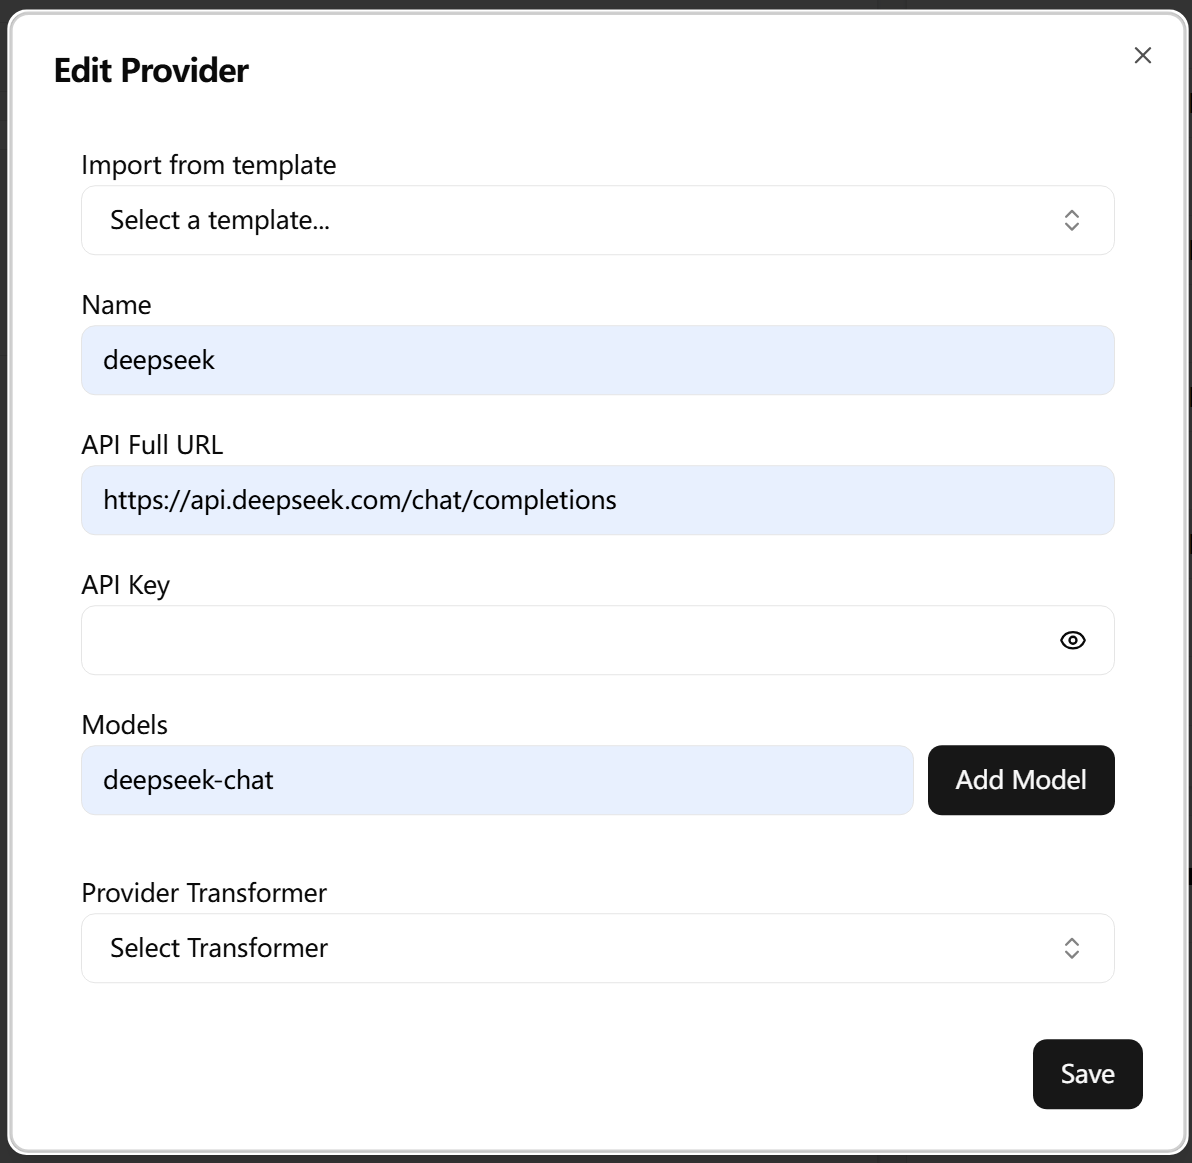 Edit Provider
Import from template
Select a template...
Name
deepseek
API Full URL
https://api.deepseek.com/chat/completions
API Key
Models
deepseek-chat
Add Model
Provider Transformer
Select Transformer
Save